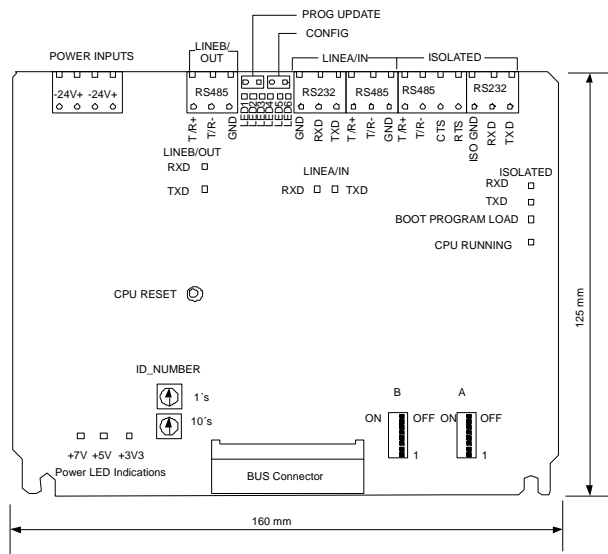 PROG UPDATE
CONFIG
POWER INPUTS
LINEB/
OUT
LINEA/IN
ISOLATED
-24V+ -24V+
RS485
RS232
RS485
RS485
RS232
LED1
LED2
LED3
LED4
LED5
LED6
T/R+
T/R-
GND
GND
RXD
TXD
T/R+
T/R-
GND
T/R+
T/R-
CTS
RTS
ISO GND
RXD
TXD
LINEB/OUT
RXD
TXD
LINEA/IN
RXD
TXD
ISOLATED
RXD
TXD
BOOT PROGRAM LOAD
CPU RUNNING
CPU RESET
125 mm
ID_NUMBER
1´s
10´s
B
A
ON
OFF
ON
OFF
1
1
+7V +5V +3V3
Power LED Indications
BUS Connector
160 mm